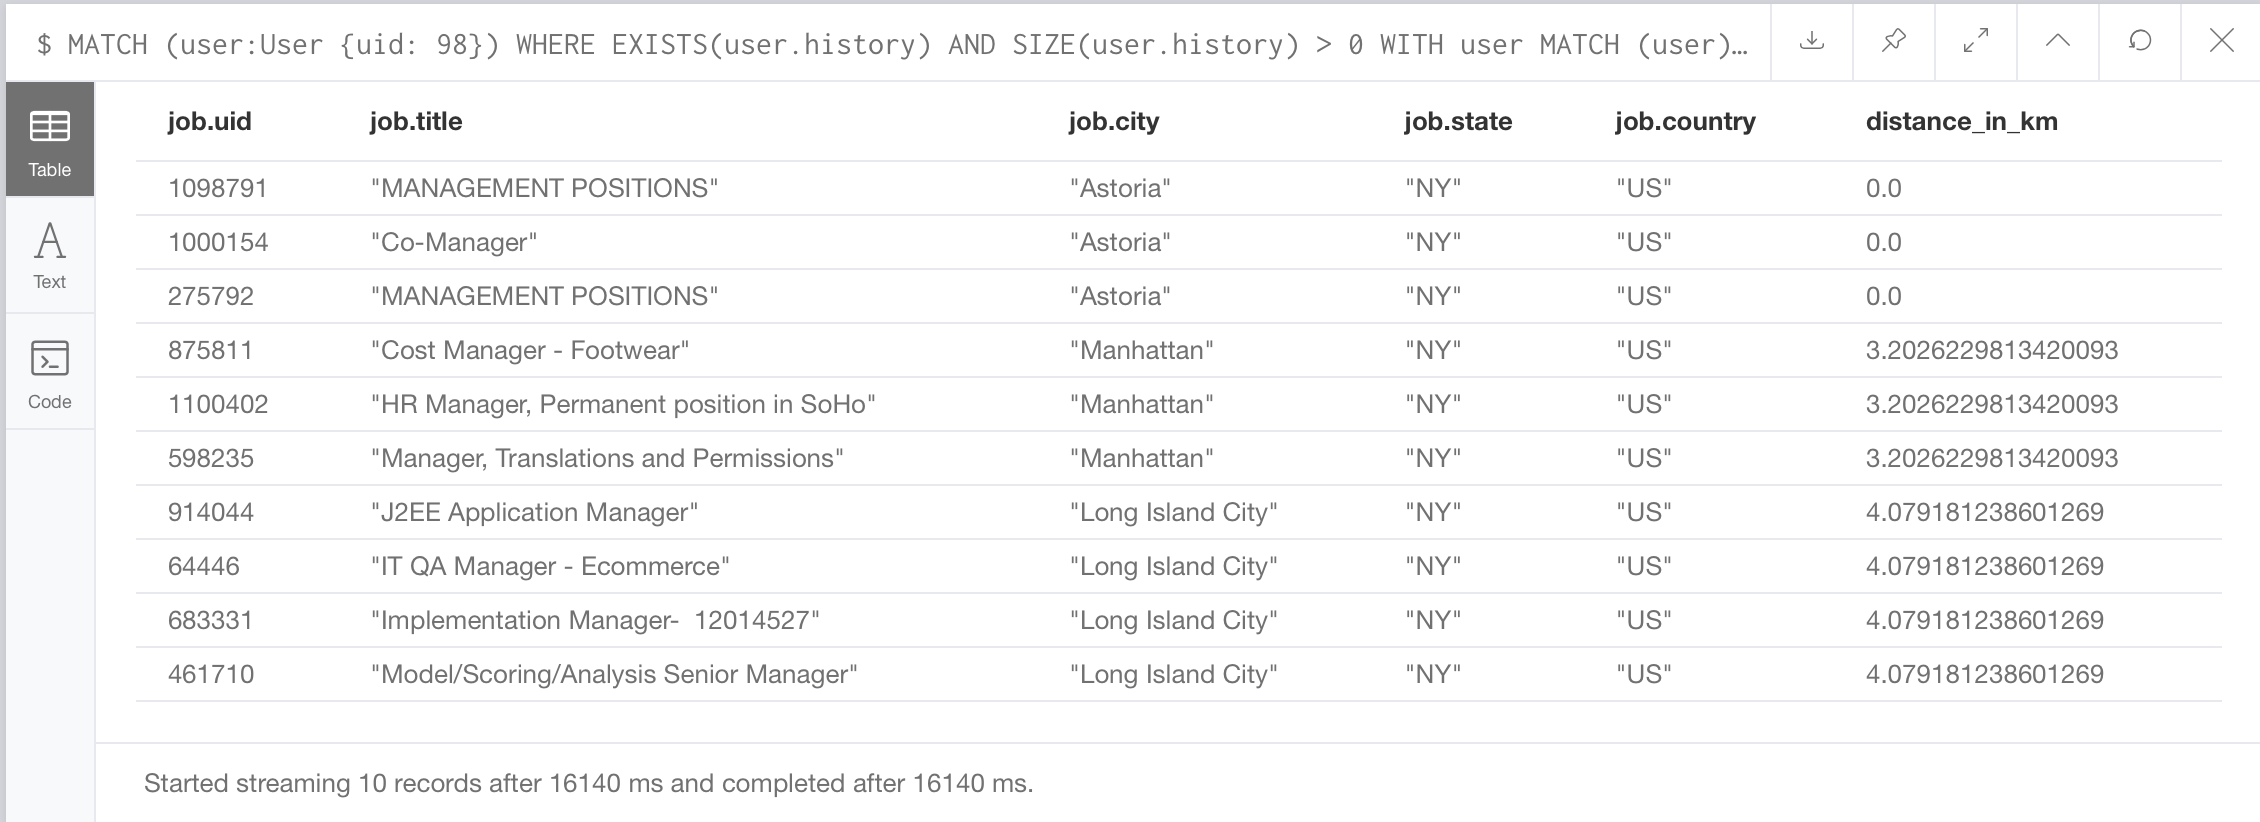 $ MATCH (user:User {uid: 98}) WHERE EXISTS(user.history) AND SIZE(user.history) > 0 WITH user MATCH (user)…
Table
Text
Code
job.uid job.title job.city job.state job.country distance_in_km
1098791 "MANAGEMENT POSITIONS" "Astoria" "NY" "US" 0.0
1000154 "Co-Manager" "Astoria" "NY" "US" 0.0
275792 "MANAGEMENT POSITIONS" "Astoria" "NY" "US" 0.0
875811 "Cost Manager - Footwear" "Manhattan" "NY" "US" 3.2026229813420093
1100402 "HR Manager, Permanent position in SoHo" "Manhattan" "NY" "US" 3.2026229813420093
598235 "Manager, Translations and Permissions" "Manhattan" "NY" "US" 3.2026229813420093
914044 "J2EE Application Manager" "Long Island City" "NY" "US" 4.079181238601269
64446 "IT QA Manager - Ecommerce" "Long Island City" "NY" "US" 4.079181238601269
683331 "Implementation Manager-  12014527" "Long Island City" "NY" "US" 4.079181238601269
461710 "Model/Scoring/Analysis Senior Manager" "Long Island City" "NY" "US" 4.079181238601269
Started streaming 10 records after 16140 ms and completed after 16140 ms.